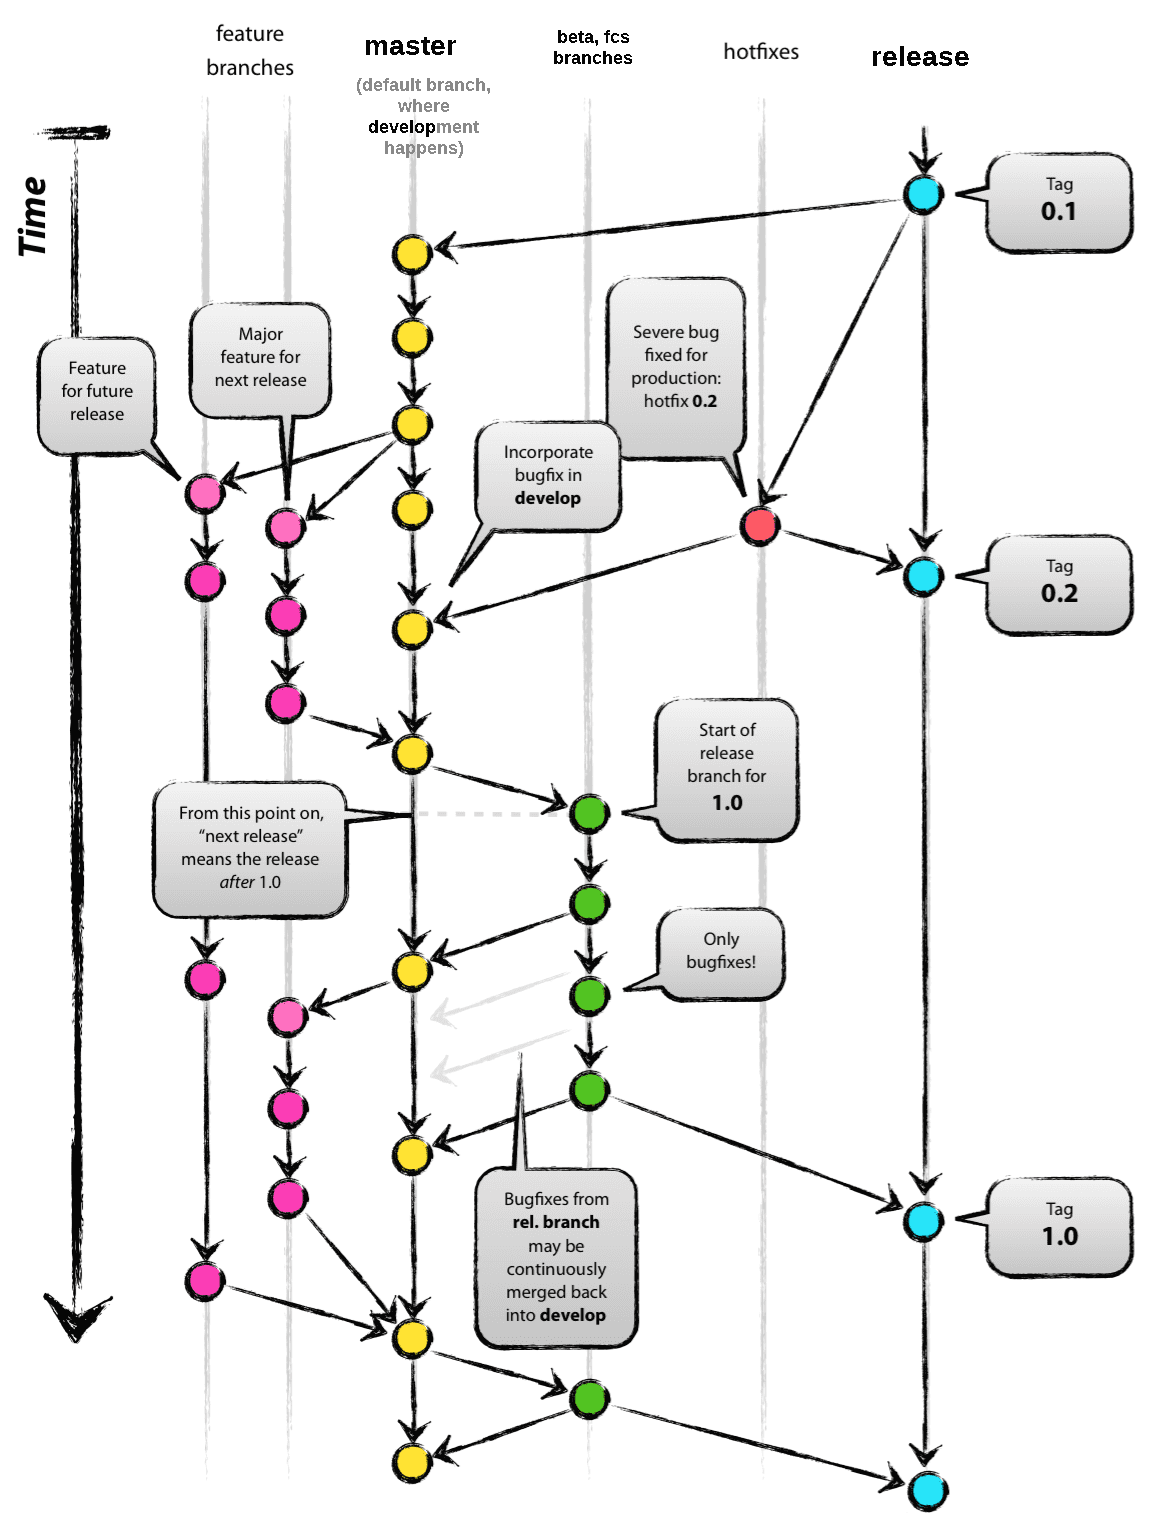 feature
branches
master
(default branch,
where
development
happens)
beta, fcs
branches
hotfixes
release
Time
Tag
0.1
Major
feature for
next release
Feature
for future
release
Severe bug
fixed for
production:
hotfix 0.2
Incorporate
bugfix in
develop
Tag
0.2
Start of
release
branch for
1.0
From this point on,
“next release”
means the release
after 1.0
Only
bugfixes!
Bugfixes from
rel. branch
may be
continuously
merged back
into develop
Tag
1.0